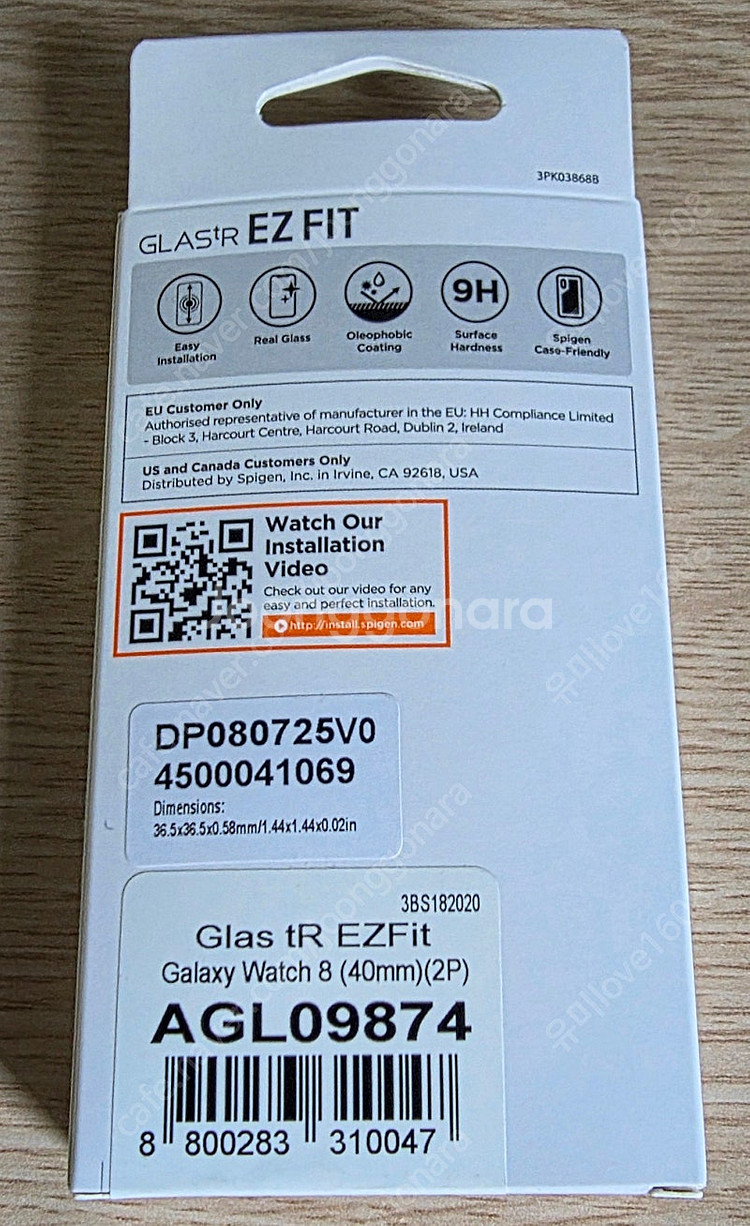 3PK03868B
GLAStR EZ FIT
Easy Installation
Real Glass
Oleophobic Coating
9H
Surface Hardness
Spigen Case-Friendly
EU Customer Only
Authorised representative of manufacturer in the EU: HH Compliance Limited
- Block 3, Harcourt Centre, Harcourt Road, Dublin 2, Ireland
US and Canada Customers Only
Distributed by Spigen, Inc. in Irvine, CA 92618, USA
Watch Our
Installation
Video
Check out our video for any
easy and perfect installation.
http://install.spigen.com
DP080725V0
4500041069
Dimensions:
36.5x36.5x0.58mm/1.44x1.44x0.02in
3BS182020
Glas tR EZFit
Galaxy Watch 8 (40mm)(2P)
AGL09874
8 800283 310047